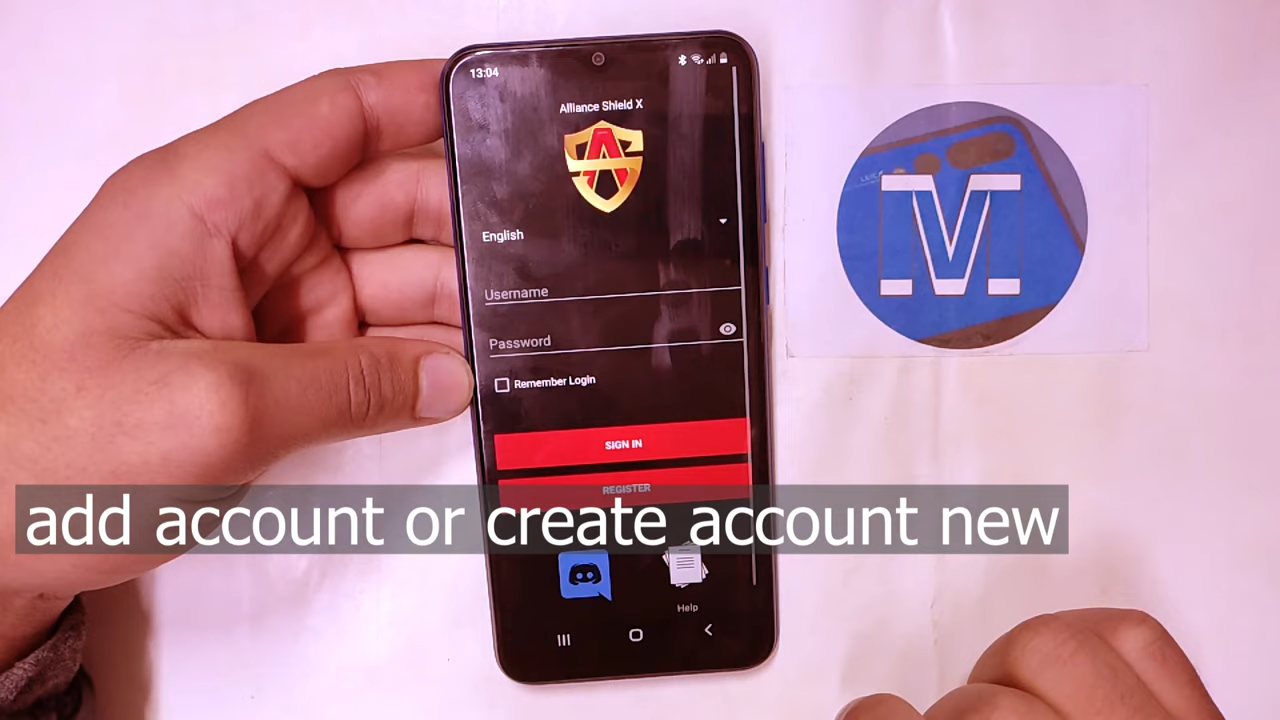 13:04
Alliance Shield X
English
Username
Password
Remember Login
SIGN IN
REGISTER
add account or create account new
Help
LEICA
M